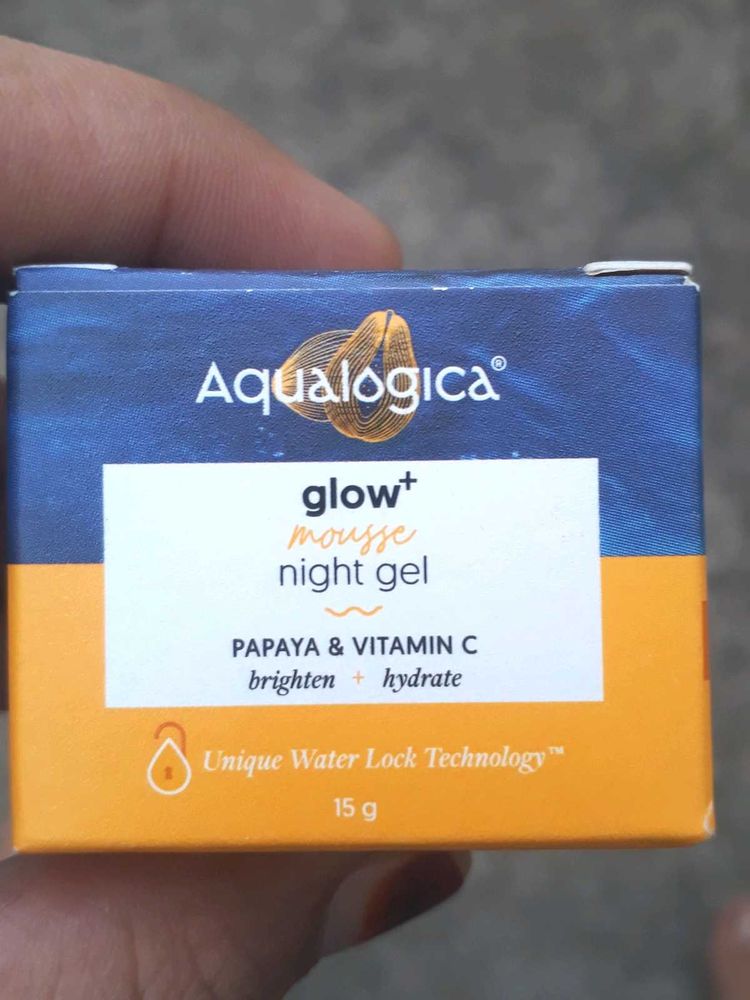 Aqualogica®
glow+
mousse
night gel
PAPAYA & VITAMIN C
brighten + hydrate
Unique Water Lock Technology™
15 g